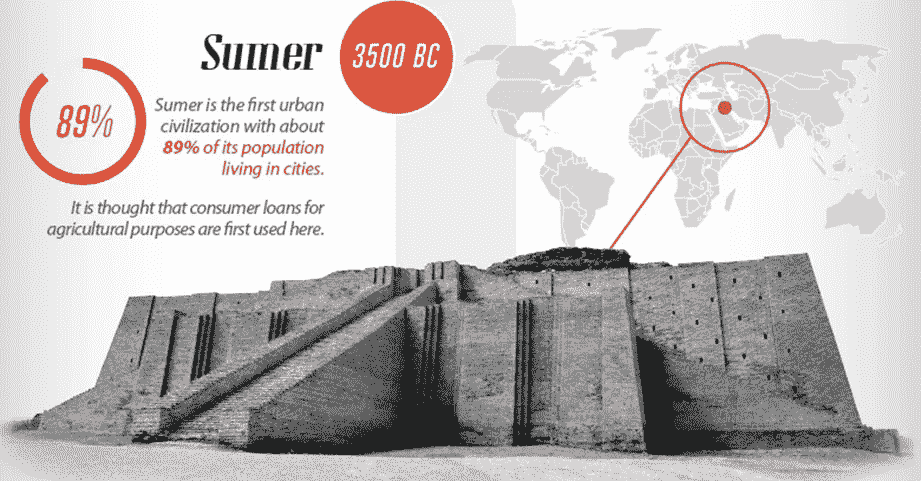 Sumer
3500 BC
89%
Sumer is the first urban
civilization with about
89% of its population
living in cities.
It is thought that consumer loans for
agricultural purposes are first used here.